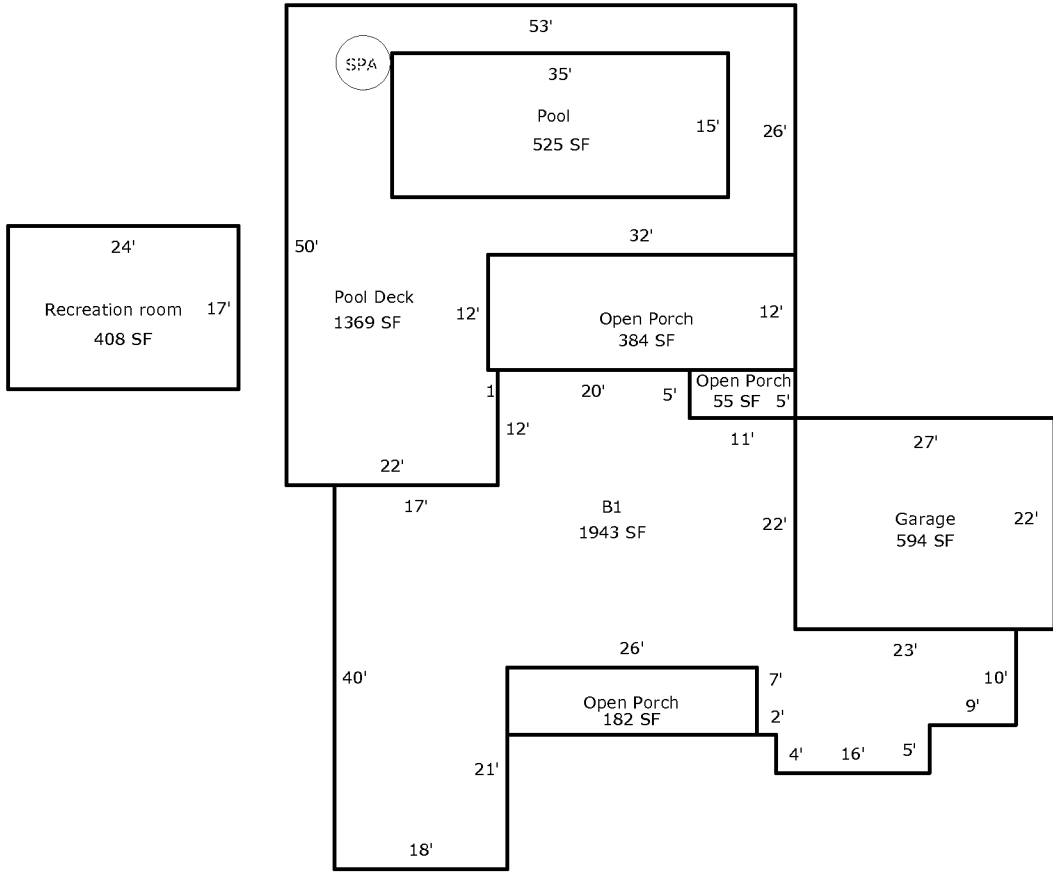 53'
SPA
35'
Pool
525 SF
15'
26'
32'
50'
24'
Recreation room
408 SF
17'
Pool Deck
1369 SF
12'
Open Porch
384 SF
12'
1
20'
5'
Open Porch
55 SF
5'
12'
11'
27'
22'
17'
B1
1943 SF
22'
Garage
594 SF
22'
26'
23'
40'
7'
10'
Open Porch
182 SF
2'
9'
21'
4'
16'
5'
18'